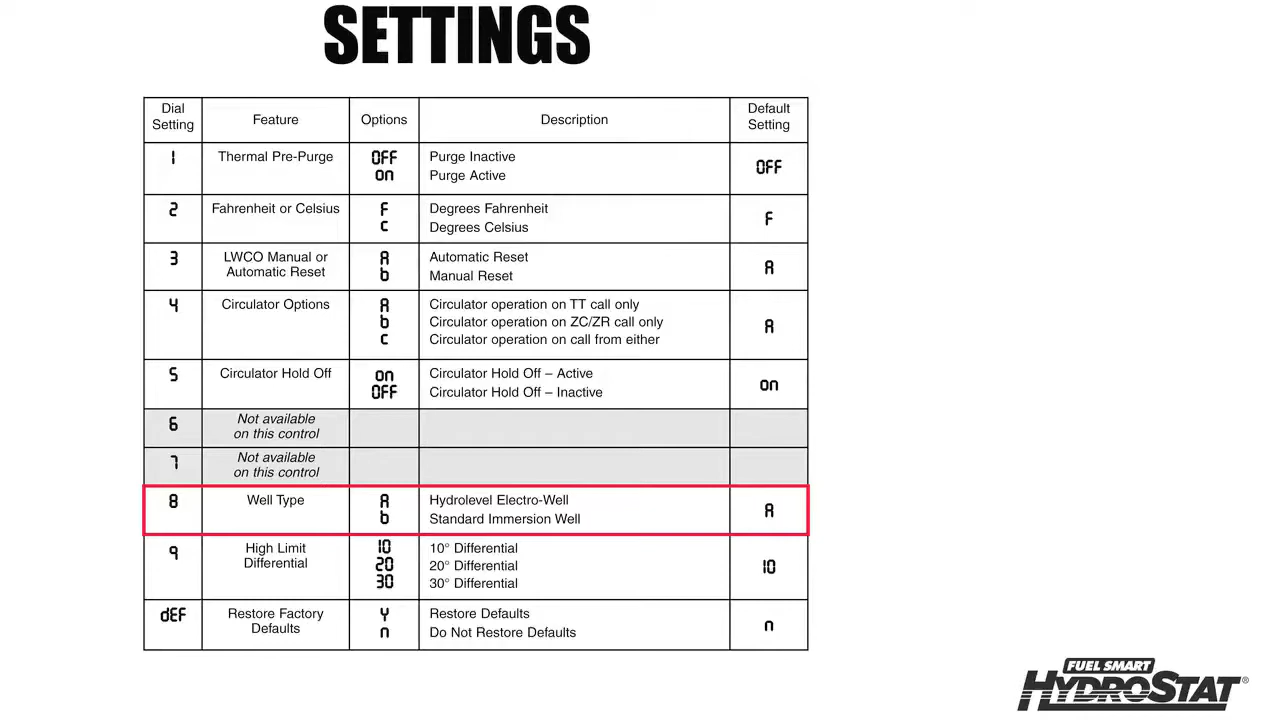 SETTINGS
Dial Setting Feature Options Description Default Setting
1 Thermal Pre-Purge OFF Purge Inactive OFF
on Purge Active
2 Fahrenheit or Celsius F Degrees Fahrenheit F
c Degrees Celsius
3 LWCO Manual or A Automatic Reset A
Automatic Reset b Manual Reset
4 Circulator Options A Circulator operation on TT call only A
b Circulator operation on ZC/ZR call only
c Circulator operation on call from either
5 Circulator Hold Off on Circulator Hold Off – Active on
OFF Circulator Hold Off – Inactive
6 Not available
on this control
7 Not available
on this control
8 Well Type A Hydrolevel Electro-Well A
b Standard Immersion Well
9 High Limit 10 10° Differential 10
Differential 20 20° Differential
30 30° Differential
dEF Restore Factory Y Restore Defaults n
Defaults n Do Not Restore Defaults
FUEL SMART
HYDROSTAT®